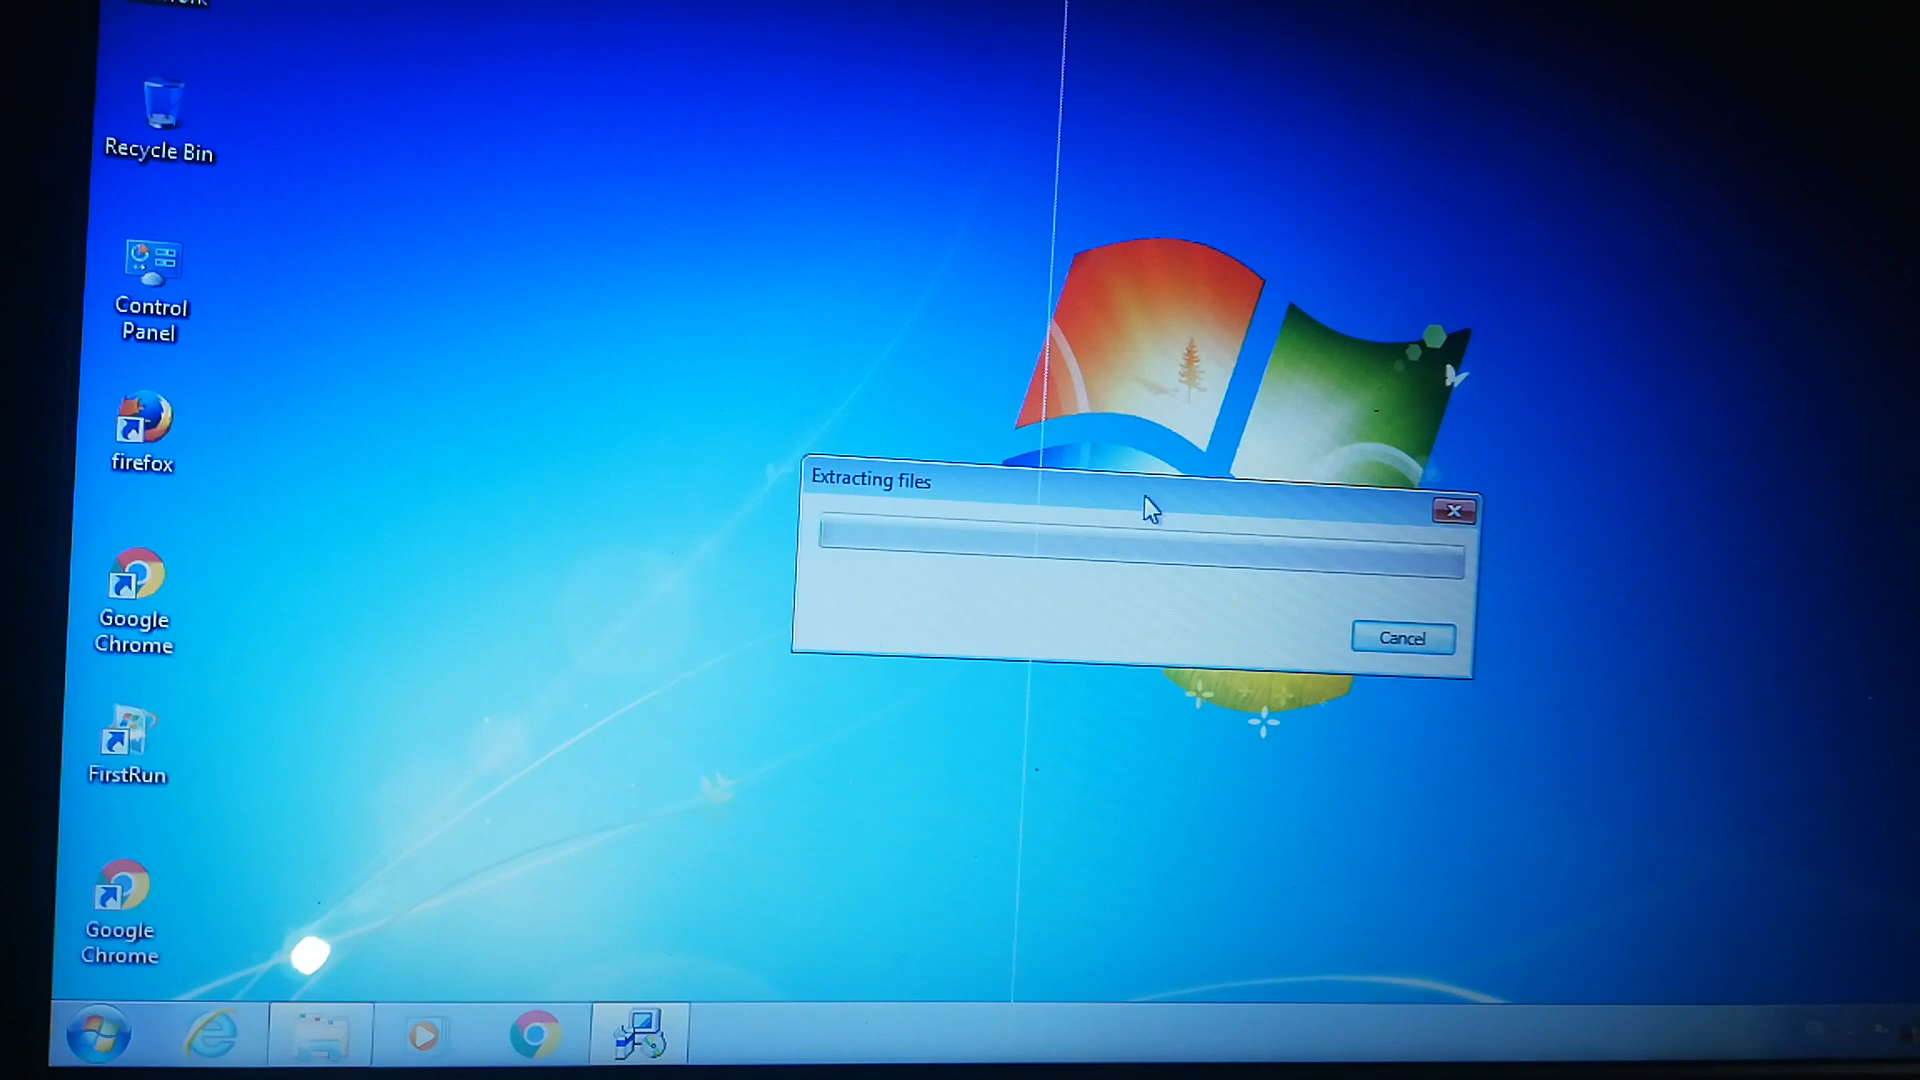 Recycle Bin
Control
Panel
firefox
Google
Chrome
FirstRun
Google
Chrome
Extracting files
Cancel